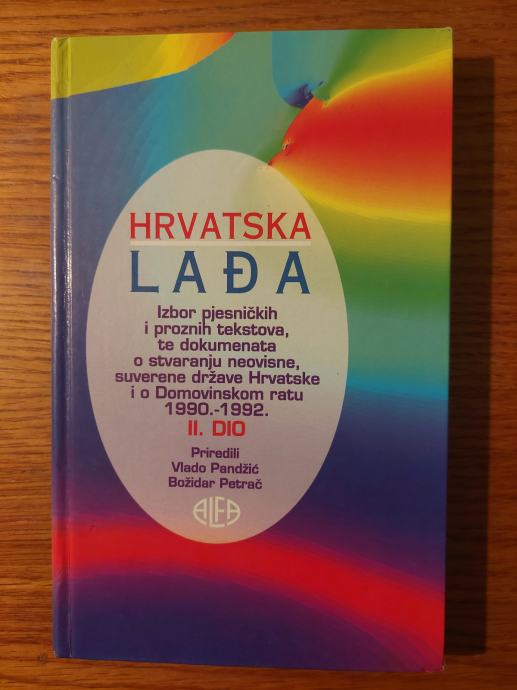 HRVATSKA
LAĐA
Izbor pjesničkih
i proznih tekstova,
te dokumenata
o stvaranju neovisne,
suverene države Hrvatske
i o Domovinskom ratu
1990.-1992.
II. DIO
Priredili
Vlado Pandžić
Božidar Petrač
ALFA